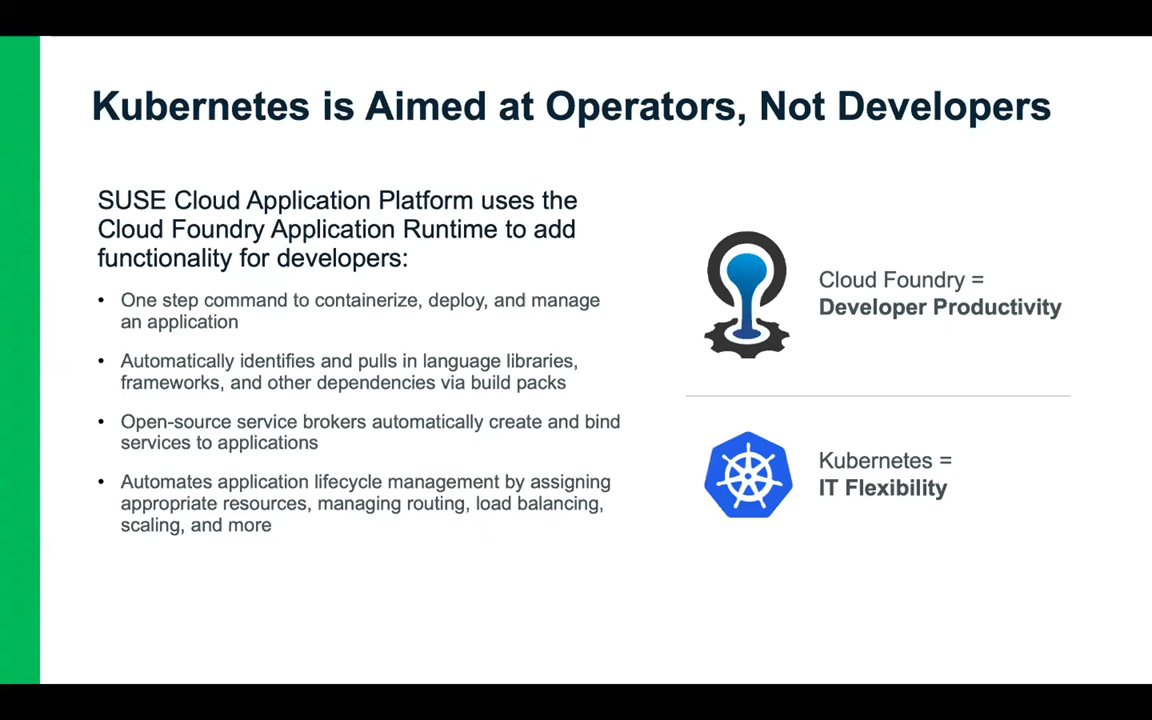 Kubernetes is Aimed at Operators, Not Developers
SUSE Cloud Application Platform uses the
Cloud Foundry Application Runtime to add
functionality for developers:
• One step command to containerize, deploy, and manage
an application
• Automatically identifies and pulls in language libraries,
frameworks, and other dependencies via build packs
• Open-source service brokers automatically create and bind
services to applications
• Automates application lifecycle management by assigning
appropriate resources, managing routing, load balancing,
scaling, and more
Cloud Foundry =
Developer Productivity
Kubernetes =
IT Flexibility